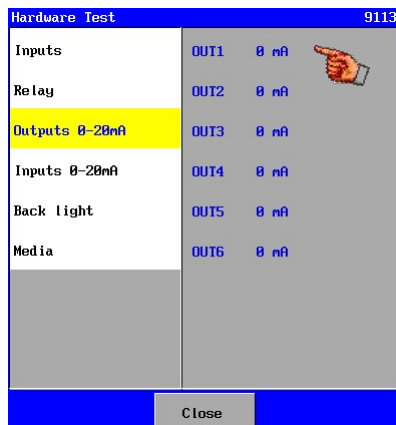 Hardware Test 9113
Inputs
OUT1 0 mA
Relay
OUT2 0 mA
Outputs 0-20mA
OUT3 0 mA
Inputs 0-20mA
OUT4 0 mA
Back light
OUT5 0 mA
Media
OUT6 0 mA
Close